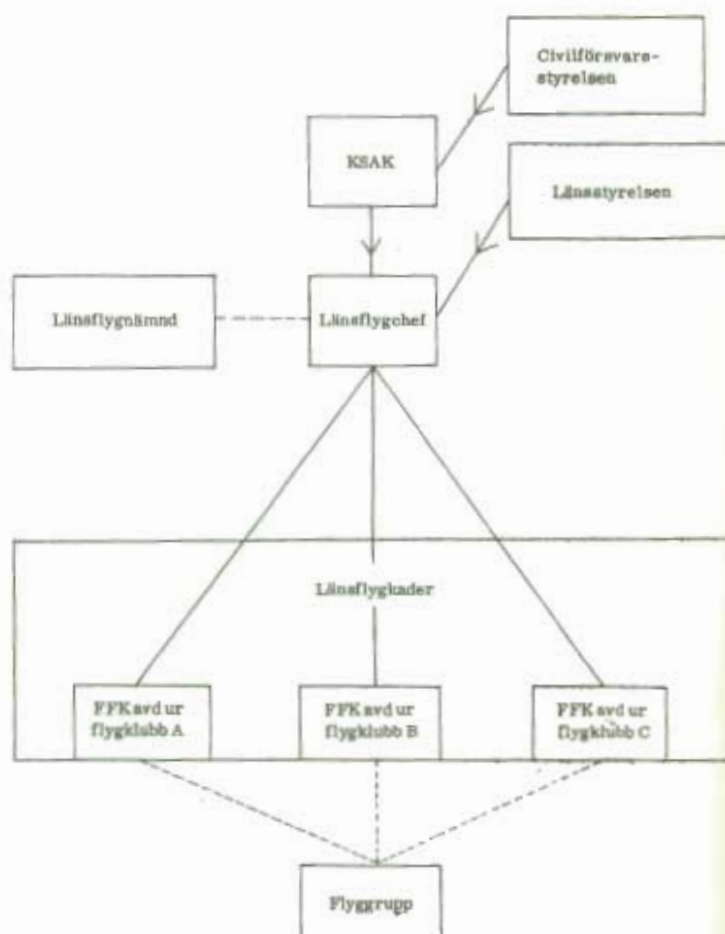 Civilförsvars-
styrelsen
KSAK
Länsstyrelsen
Länsflygnämnd
Länsflygchef
Länsflygkader
FFK avd ur
flygklubb A
FFK avd ur
flygklubb B
FFK avd ur
flygklubb C
Flyggrupp